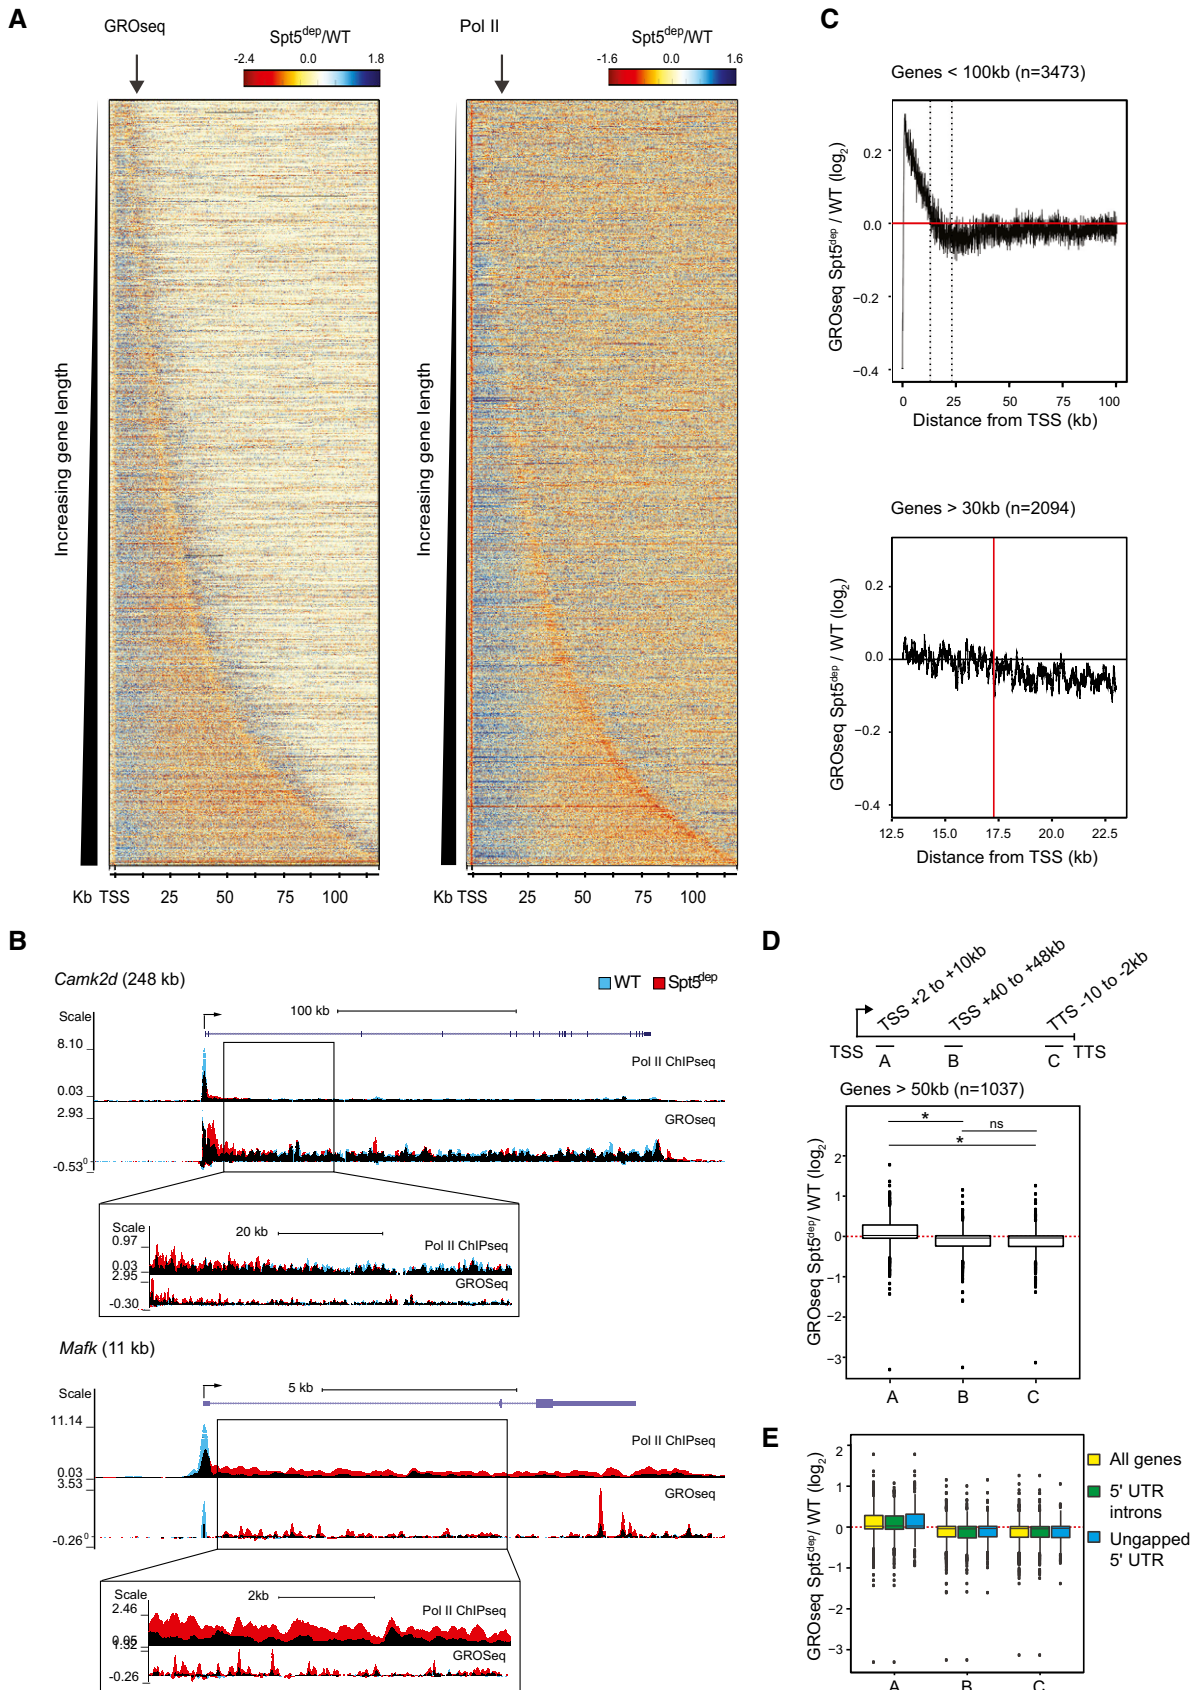 A
GROseq
Spt5dep/WT
-2.4 0.0 1.8
Pol II
Spt5dep/WT
-1.6 0.0 1.6
Increasing gene length
Increasing gene length
Kb TSS 25 50 75 100
Kb TSS 25 50 75 100
C
Genes < 100kb (n=3473)
GROseq Spt5dep / WT (log2)
0.2
0.0
−0.2
−0.4
0 25 50 75 100
Distance from TSS (kb)
Genes > 30kb (n=2094)
GROseq Spt5dep / WT (log2)
0.2
0.0
−0.2
−0.4
12.5 15.0 17.5 20.0 22.5
Distance from TSS (kb)
B
Camk2d (248 kb)
WT Spt5dep
Scale
100 kb
8.10
Pol II ChIPseq
0.03
2.93
GROseq
-0.53 0
Scale
20 kb
0.97
Pol II ChIPseq
0.03
2.95
GROSeq
-0.30
Mafk (11 kb)
Scale
5 kb
11.14
Pol II ChIPseq
0.03
3.53
GROseq
-0.26 0
Scale
2kb
2.46
Pol II ChIPseq
0.05
1.32
GROSeq
-0.26
D
TSS +2 to +10kb
TSS +40 to +48kb
TTS -10 to -2kb
TSS A B C TTS
Genes > 50kb (n=1037)
GROseq Spt5dep/ WT (log2)
*
ns
*
2
1
0
−1
−2
−3
A B C
E
GROseq Spt5dep/ WT (log2)
2
1
0
−1
−2
−3
A B C
All genes
5' UTR
introns
Ungapped
5' UTR